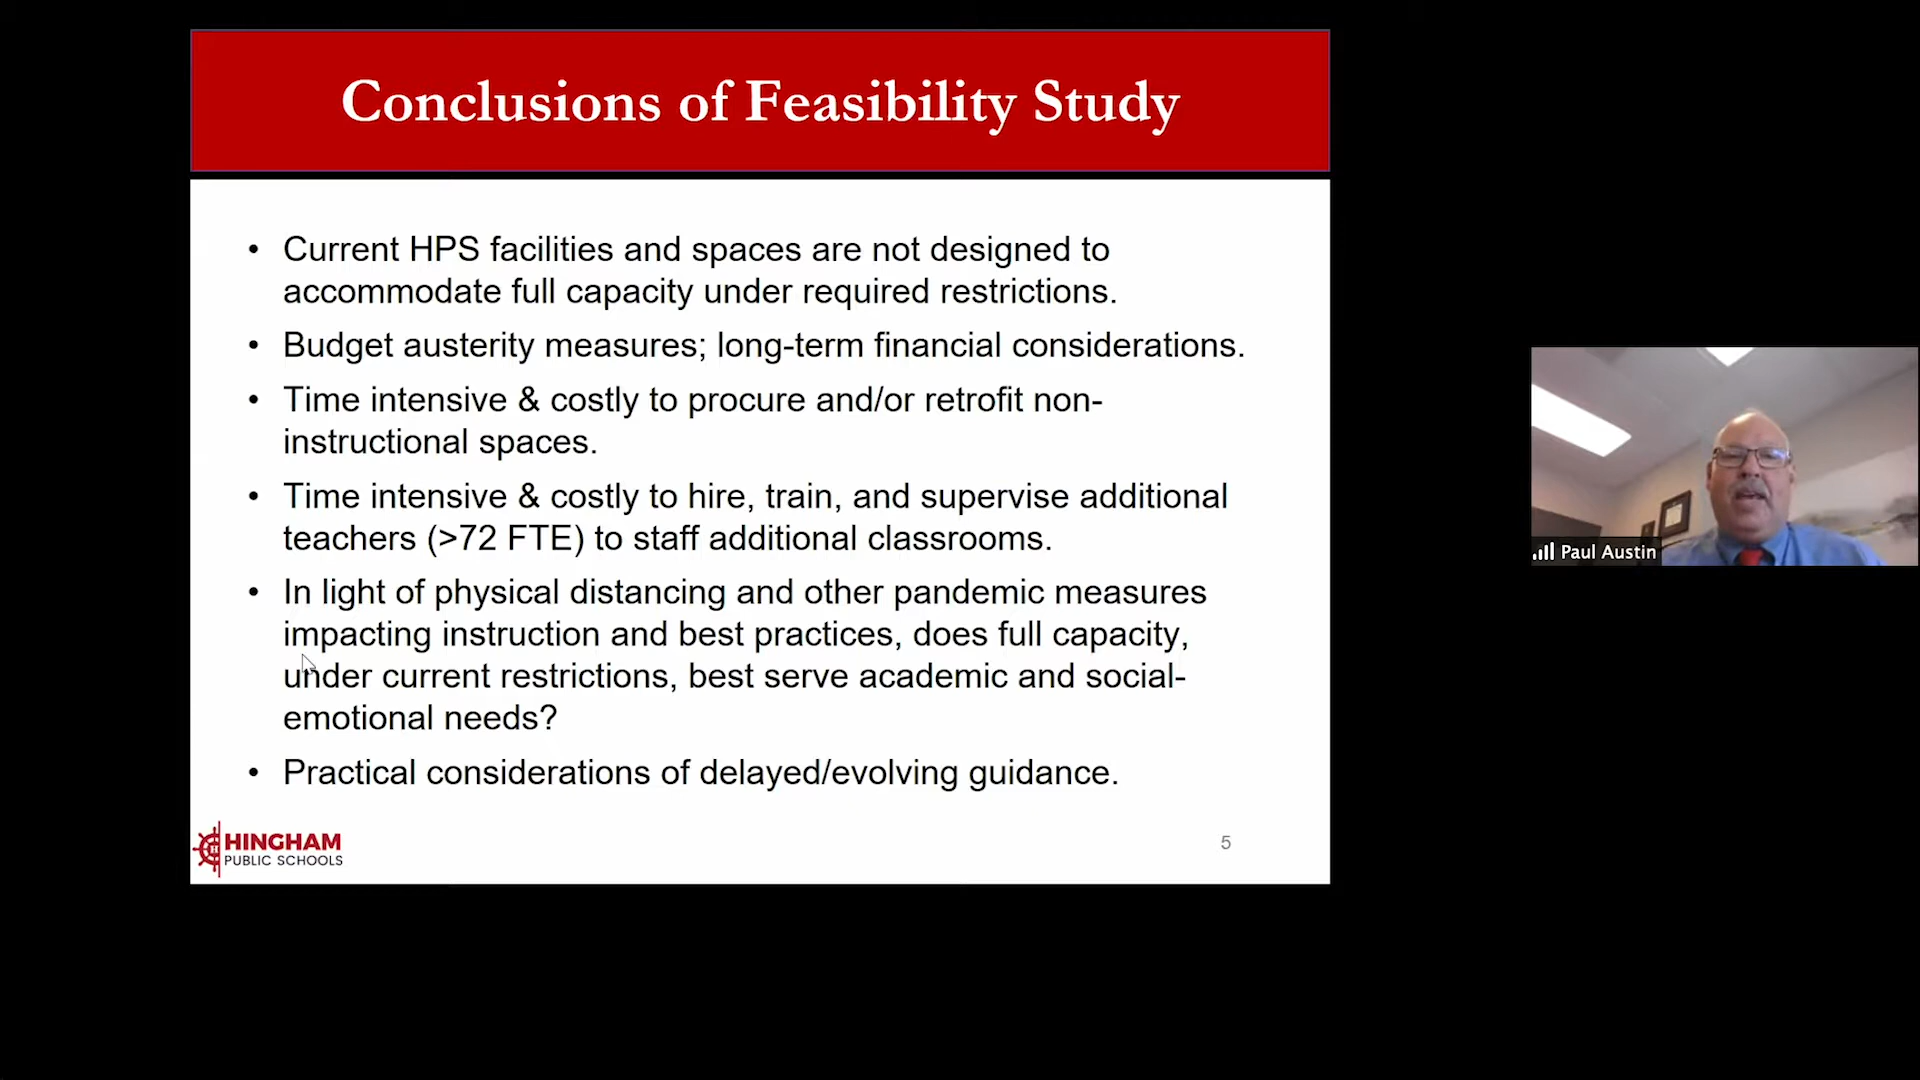 Conclusions of Feasibility Study
• Current HPS facilities and spaces are not designed to
accommodate full capacity under required restrictions.
• Budget austerity measures; long-term financial considerations.
• Time intensive & costly to procure and/or retrofit non-
instructional spaces.
• Time intensive & costly to hire, train, and supervise additional
teachers (>72 FTE) to staff additional classrooms.
• In light of physical distancing and other pandemic measures
impacting instruction and best practices, does full capacity,
under current restrictions, best serve academic and social-
emotional needs?
• Practical considerations of delayed/evolving guidance.
H
HINGHAM
PUBLIC SCHOOLS
5
Paul Austin